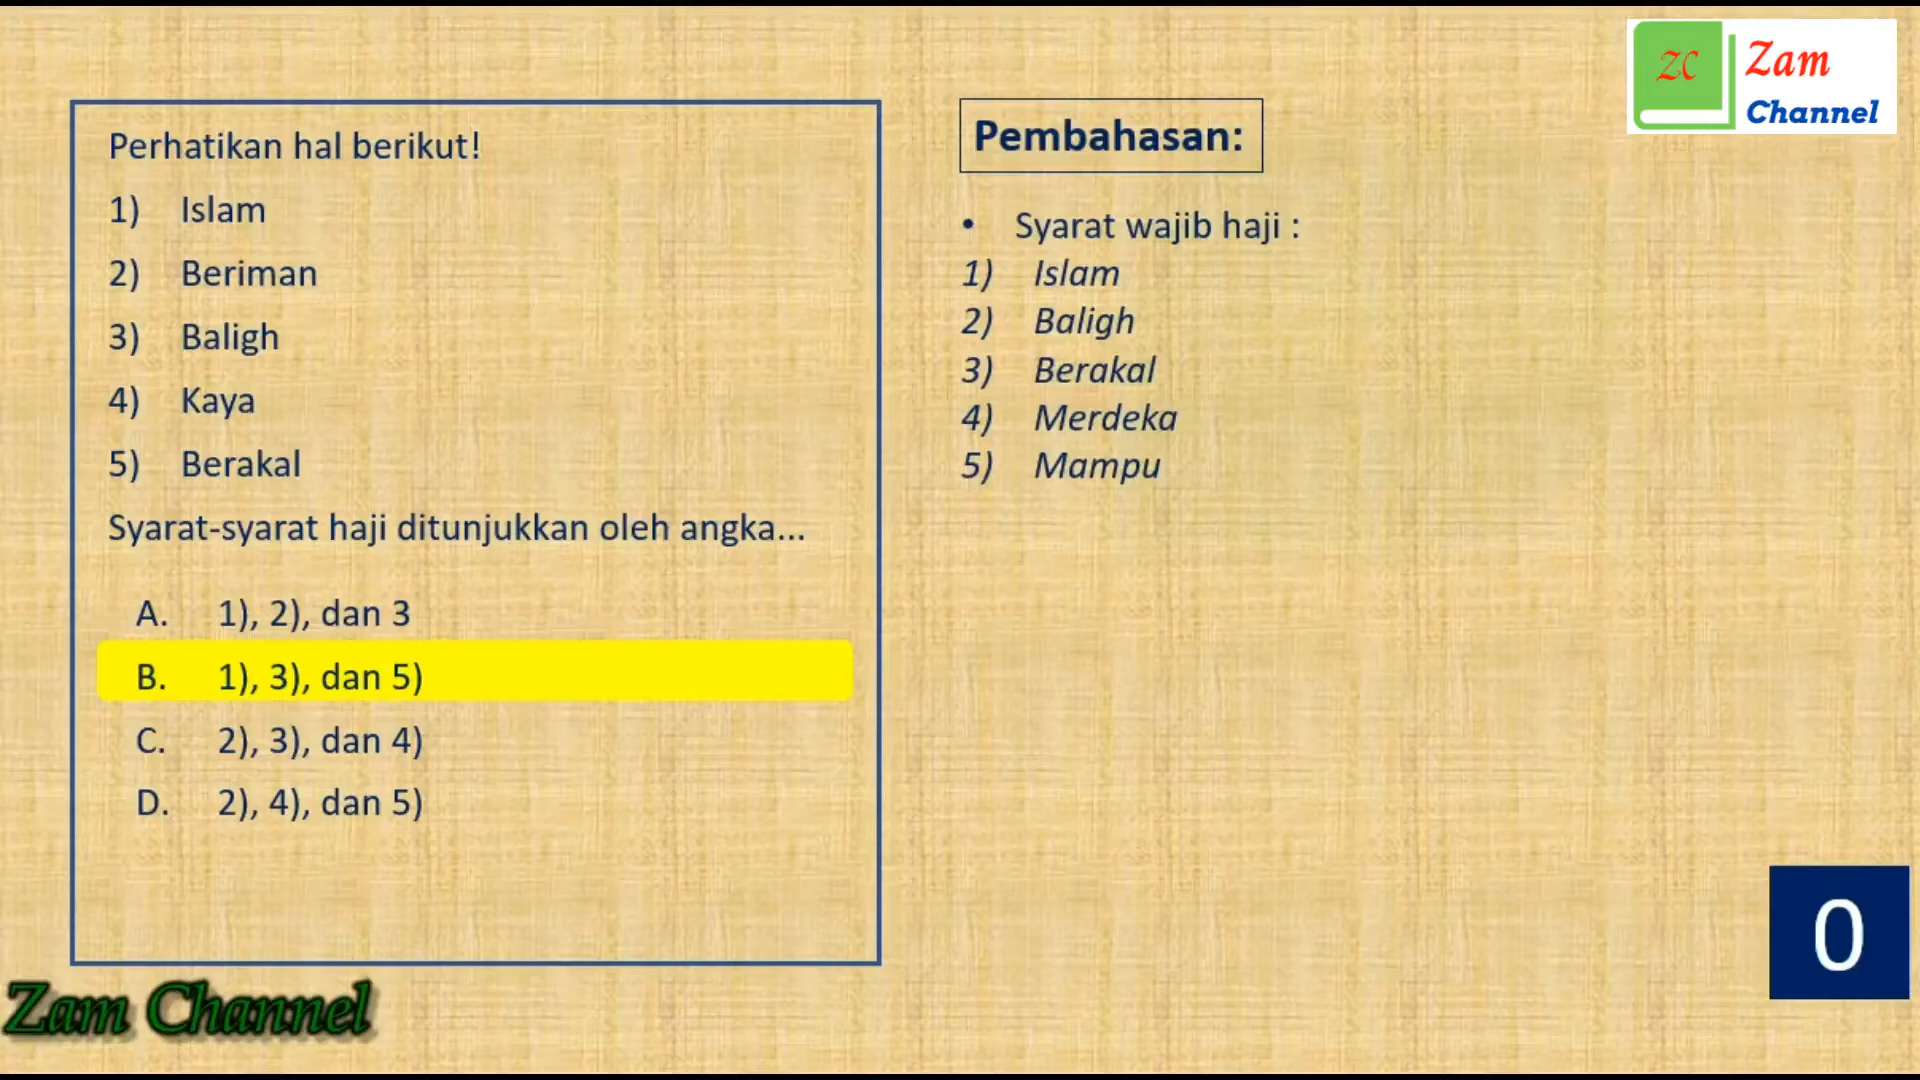 Perhatikan hal berikut!
1) Islam
2) Beriman
3) Baligh
4) Kaya
5) Berakal
Syarat-syarat haji ditunjukkan oleh angka...
A. 1), 2), dan 3
B. 1), 3), dan 5)
C. 2), 3), dan 4)
D. 2), 4), dan 5)
Pembahasan:
• Syarat wajib haji :
1) Islam
2) Baligh
3) Berakal
4) Merdeka
5) Mampu
ZC Zam
Channel
0
Zam Channel